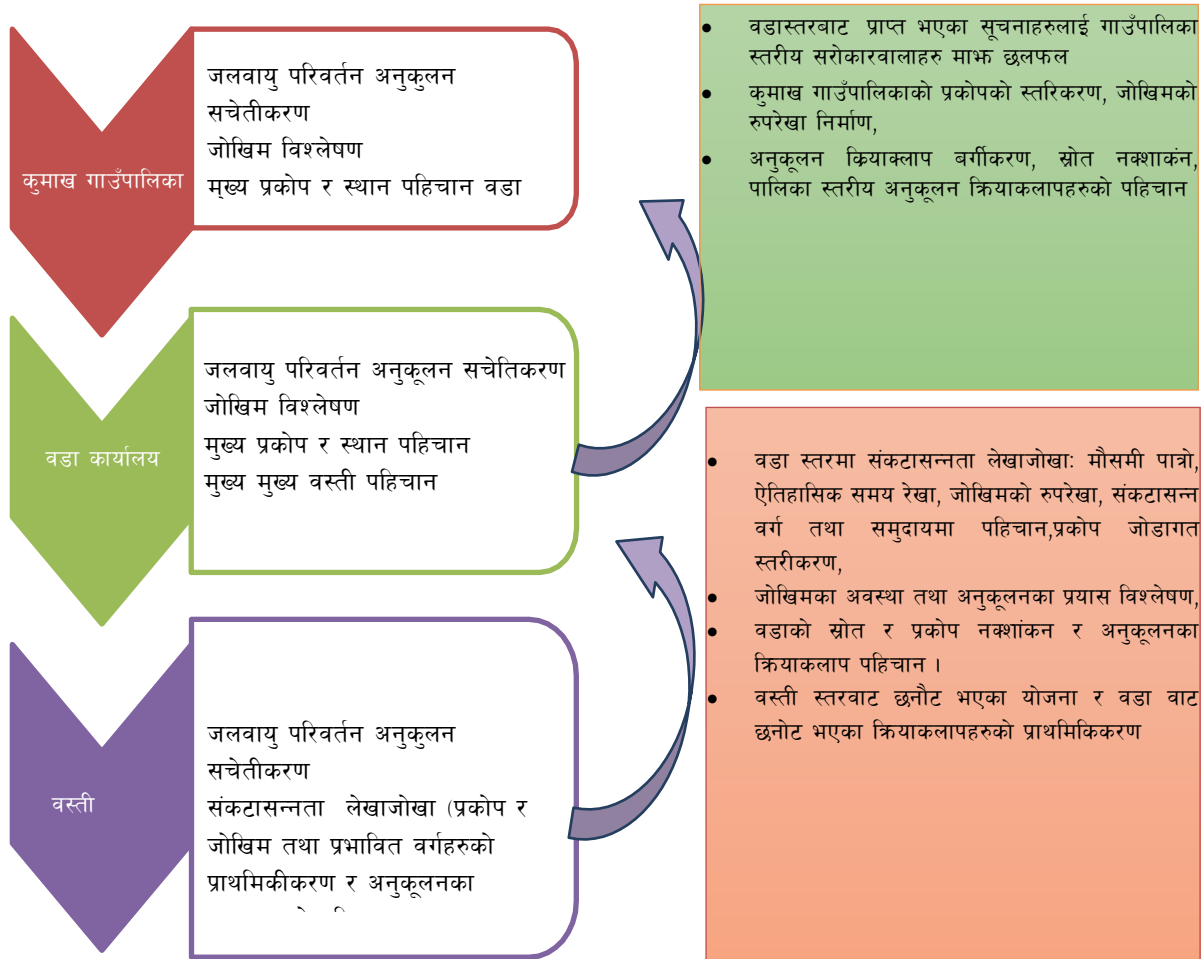 कुमाख गाउँपालिका
जलवायु परिवर्तन अनुकुलन
सचेतीकरण
जोखिम विश्लेषण
मुख्य प्रकोप र स्थान पहिचान वडा
वडा कार्यालय
जलवायु परिवर्तन अनुकूलन सचेतिकरण
जोखिम विश्लेषण
मुख्य प्रकोप र स्थान पहिचान
मुख्य मुख्य वस्ती पहिचान
वस्ती
जलवायु परिवर्तन अनुकुलन
सचेतीकरण
संकटासन्नता लेखाजोखा (प्रकोप र
जोखिम तथा प्रभावित वर्गहरुको
प्राथमिकीकरण र अनुकूलनका
• वडास्तरबाट प्राप्त भएका सूचनाहरुलाई गाउँपालिका
स्तरीय सरोकारवालाहरु माझ छलफल
• कुमाख गाउँपालिकाको प्रकोपको स्तरिकरण, जोखिमको
रुपरेखा निर्माण,
• अनुकूलन कियाक्लाप बर्गीकरण, स्रोत नक्शाकंन,
पालिका स्तरीय अनुकूलन क्रियाकलापहरुको पहिचान
• वडा स्तरमा संकटासन्नता लेखाजोखाः मौसमी पात्रो,
ऐतिहासिक समय रेखा, जोखिमको रुपरेखा, संकटासन्न
वर्ग तथा समुदायमा पहिचान,प्रकोप जोडागत
स्तरीकरण,
• जोखिमका अवस्था तथा अनुकूलनका प्रयास विश्लेषण,
• वडाको स्रोत र प्रकोप नक्शांकन र अनुकूलनका
क्रियाकलाप पहिचान ।
• वस्ती स्तरवाट छनौट भएका योजना र वडा वाट
छनोट भएका क्रियाकलापहरुको प्राथमिकिकरण